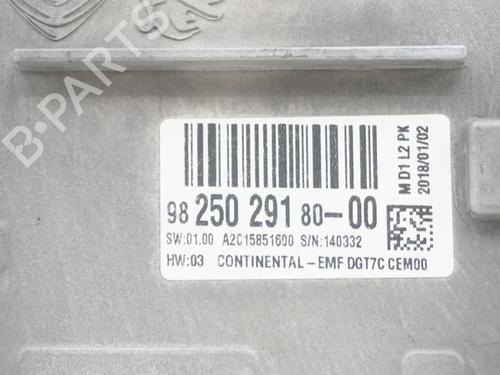 98 250 291 80-00
SW:01.00 A2C15851600 S/N:140332
HW:03 CONTINENTAL-EMF DGT7C CEM00
M D1 L2 PK
2018/01/02
B-PARTS